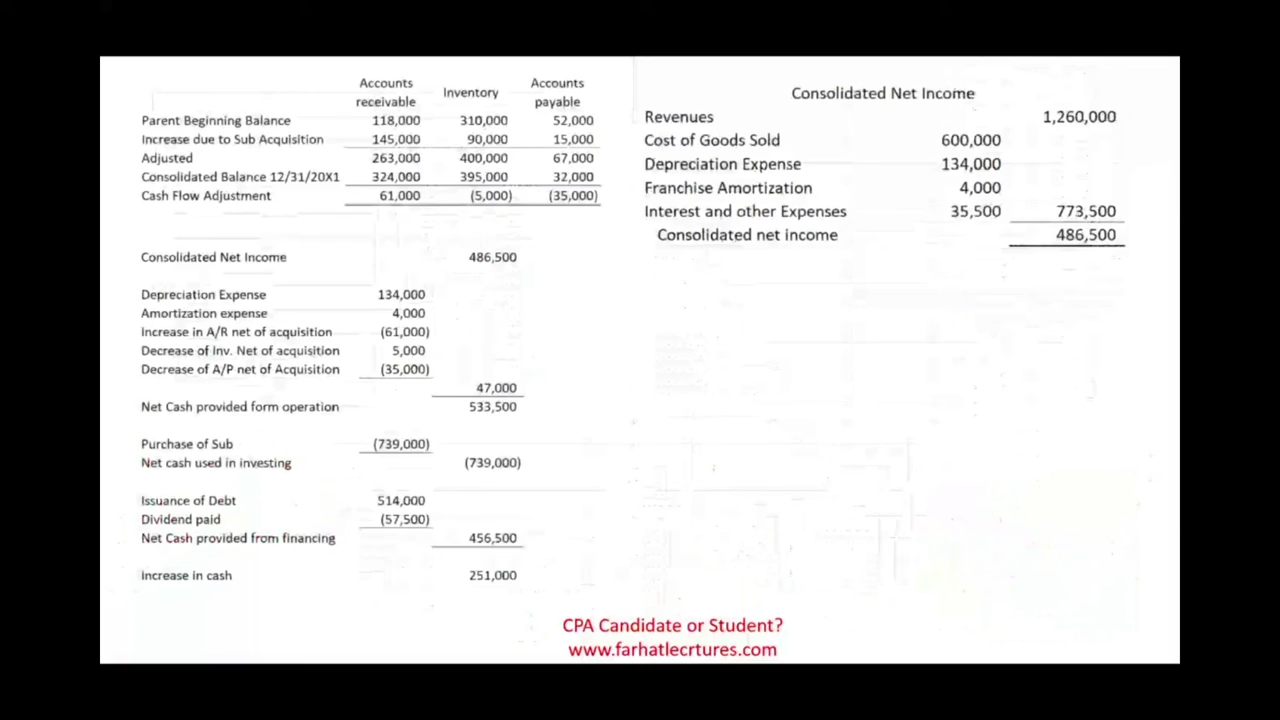 Accounts receivable Inventory Accounts payable
Parent Beginning Balance 118,000 310,000 52,000
Increase due to Sub Acquisition 145,000 90,000 15,000
Adjusted 263,000 400,000 67,000
Consolidated Balance 12/31/20X1 324,000 395,000 32,000
Cash Flow Adjustment 61,000 (5,000) (35,000)
Consolidated Net Income 486,500
Depreciation Expense 134,000
Amortization expense 4,000
Increase in A/R net of acquisition (61,000)
Decrease of Inv. Net of acquisition 5,000
Decrease of A/P net of Acquisition (35,000)
47,000
Net Cash provided form operation 533,500
Purchase of Sub (739,000)
Net cash used in investing (739,000)
Issuance of Debt 514,000
Dividend paid (57,500)
Net Cash provided from financing 456,500
Increase in cash 251,000
Consolidated Net Income
Revenues 1,260,000
Cost of Goods Sold 600,000
Depreciation Expense 134,000
Franchise Amortization 4,000
Interest and other Expenses 35,500 773,500
Consolidated net income 486,500
CPA Candidate or Student?
www.farhatlecrtures.com